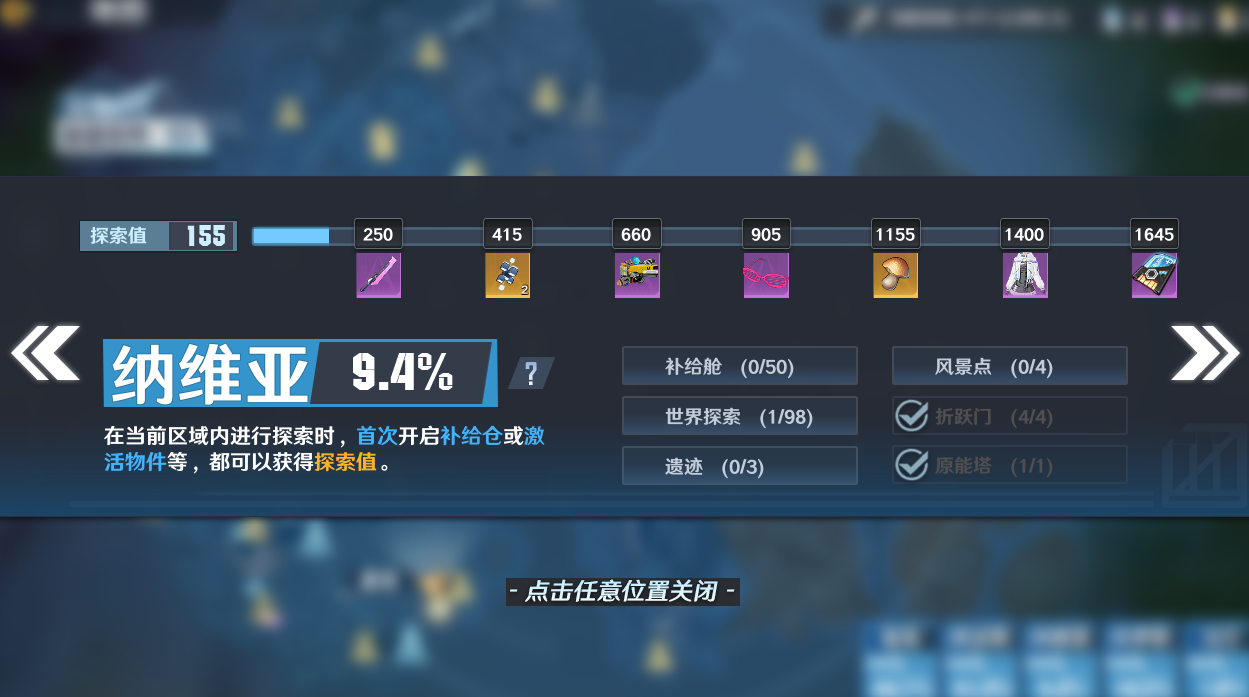 探索值 155 250 415 660 905 1155 1400 1645
2
纳维亚 9.4% ?
在当前区域内进行探索时，首次开启补给仓或激
活物件等，都可以获得探索值。
补给舱 (0/50) 风景点 (0/4)
世界探索 (1/98) 折跃门 (4/4)
遗迹 (0/3) 原能塔 (1/1)
- 点击任意位置关闭 -